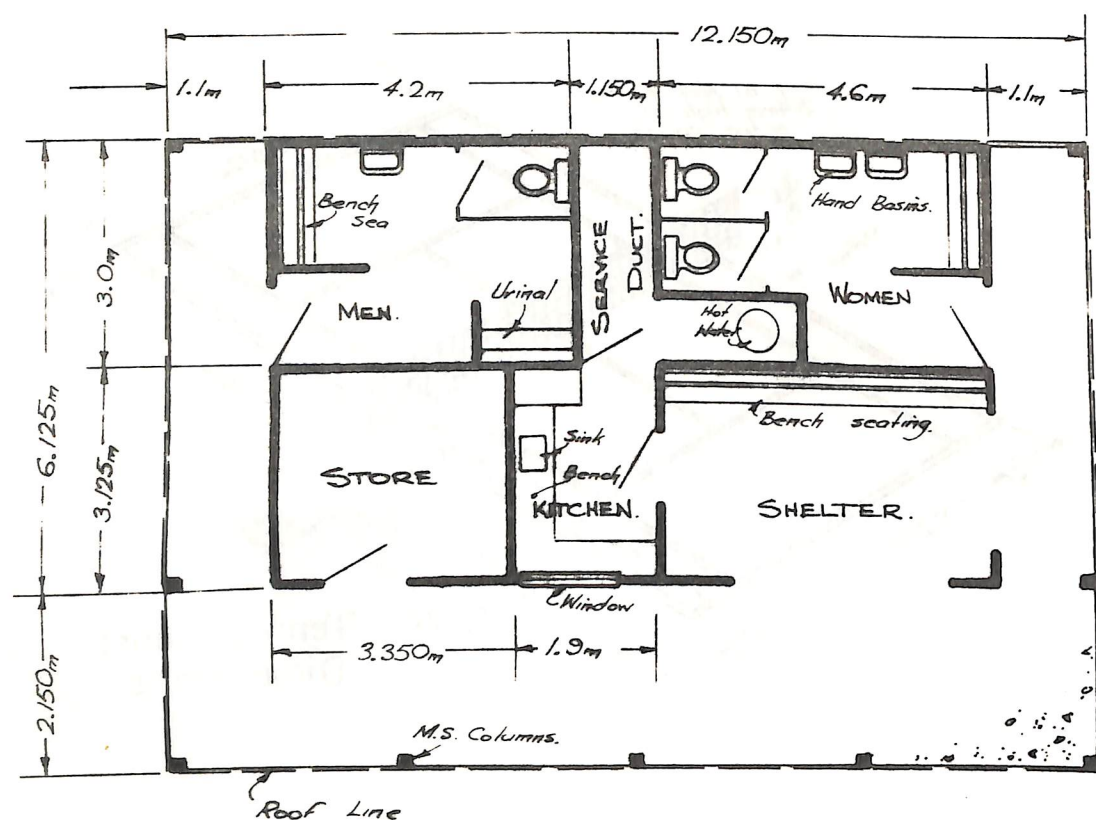 12.150m
1.1m
4.2m
1.150m
4.6m
1.1m
Bench
Sea
Hand Basins.
SERVICE
DUCT.
3.0m
MEN.
Urinal
Hot
Water
WOMEN
6.125m
3.125m
Bench seating.
Sink
STORE
Bench
KITCHEN.
SHELTER.
Window
3.350m
1.9m
2.150m
M.S. Columns.
Roof Line